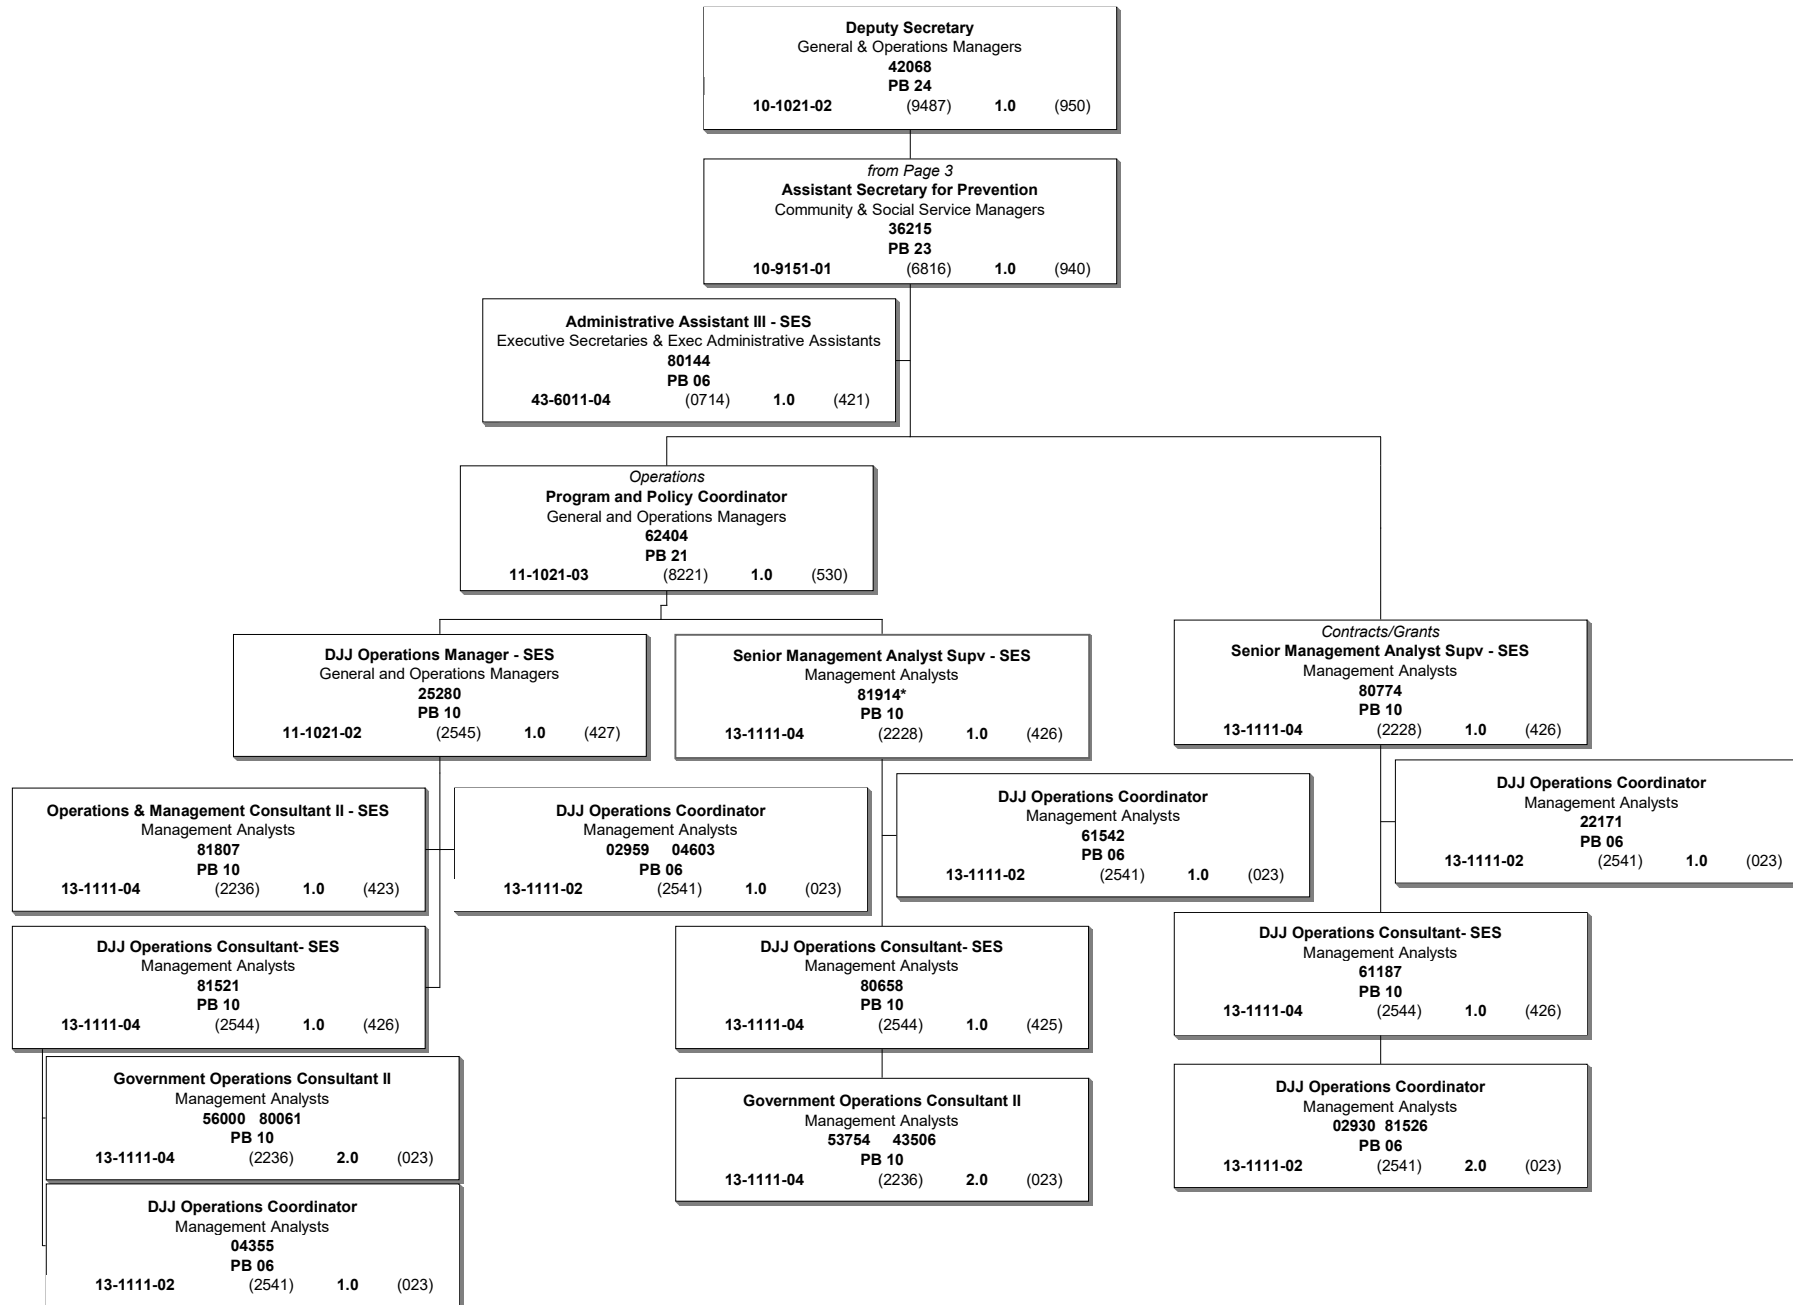 Deputy Secretary
General & Operations Managers
42068
PB 24
10-1021-02 (9487) 1.0 (950)
from Page 3
Assistant Secretary for Prevention
Community & Social Service Managers
36215
PB 23
10-9151-01 (6816) 1.0 (940)
Administrative Assistant III - SES
Executive Secretaries & Exec Administrative Assistants
80144
PB 06
43-6011-04 (0714) 1.0 (421)
Operations
Program and Policy Coordinator
General and Operations Managers
62404
PB 21
11-1021-03 (8221) 1.0 (530)
DJJ Operations Manager - SES
General and Operations Managers
25280
PB 10
11-1021-02 (2545) 1.0 (427)
Senior Management Analyst Supv - SES
Management Analysts
81914*
PB 10
13-1111-04 (2228) 1.0 (426)
Contracts/Grants
Senior Management Analyst Supv - SES
Management Analysts
80774
PB 10
13-1111-04 (2228) 1.0 (426)
Operations & Management Consultant II - SES
Management Analysts
81807
PB 10
13-1111-04 (2236) 1.0 (423)
DJJ Operations Coordinator
Management Analysts
02959 04603
PB 06
13-1111-02 (2541) 1.0 (023)
DJJ Operations Coordinator
Management Analysts
61542
PB 06
13-1111-02 (2541) 1.0 (023)
DJJ Operations Coordinator
Management Analysts
22171
PB 06
13-1111-02 (2541) 1.0 (023)
DJJ Operations Consultant- SES
Management Analysts
81521
PB 10
13-1111-04 (2544) 1.0 (426)
DJJ Operations Consultant- SES
Management Analysts
80658
PB 10
13-1111-04 (2544) 1.0 (425)
DJJ Operations Consultant- SES
Management Analysts
61187
PB 10
13-1111-04 (2544) 1.0 (426)
Government Operations Consultant II
Management Analysts
56000 80061
PB 10
13-1111-04 (2236) 2.0 (023)
Government Operations Consultant II
Management Analysts
53754 43506
PB 10
13-1111-04 (2236) 2.0 (023)
DJJ Operations Coordinator
Management Analysts
02930 81526
PB 06
13-1111-02 (2541) 2.0 (023)
DJJ Operations Coordinator
Management Analysts
04355
PB 06
13-1111-02 (2541) 1.0 (023)